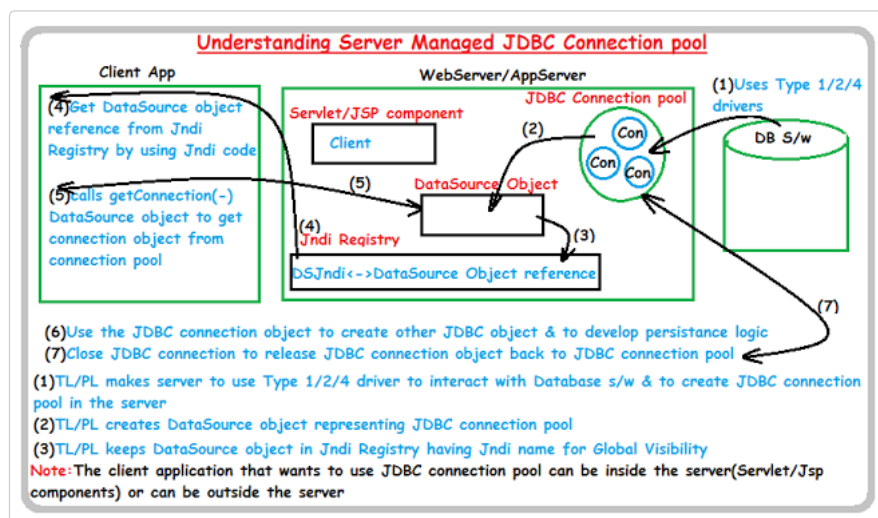 Understanding Server Managed JDBC Connection pool
Client App
WebServer/AppServer
(4)Get DataSource object
reference from Jndi
Registry by using Jndi code
(5)calls getConnection(-)
DataSource object to get
connection object from
connection pool
Servlet/JSP component
Client
JDBC Connection pool
Con
Con
Con
(2)
(1)Uses Type 1/2/4
drivers
DB S/w
(5)
DataSource Object
(4)
Jndi Registry
(3)
DSJndi<->DataSource Object reference
(7)
(6)Use the JDBC connection object to create other JDBC object & to develop persistance logic
(7)Close JDBC connection to release JDBC connection object back to JDBC connection pool
(1)TL/PL makes server to use Type 1/2/4 driver to interact with Database s/w & to create JDBC connection
pool in the server
(2)TL/PL creates DataSource object representing JDBC connection pool
(3)TL/PL keeps DataSource object in Jndi Registry having Jndi name for Global Visibility
Note:The client application that wants to use JDBC connection pool can be inside the server(Servlet/Jsp
components) or can be outside the server